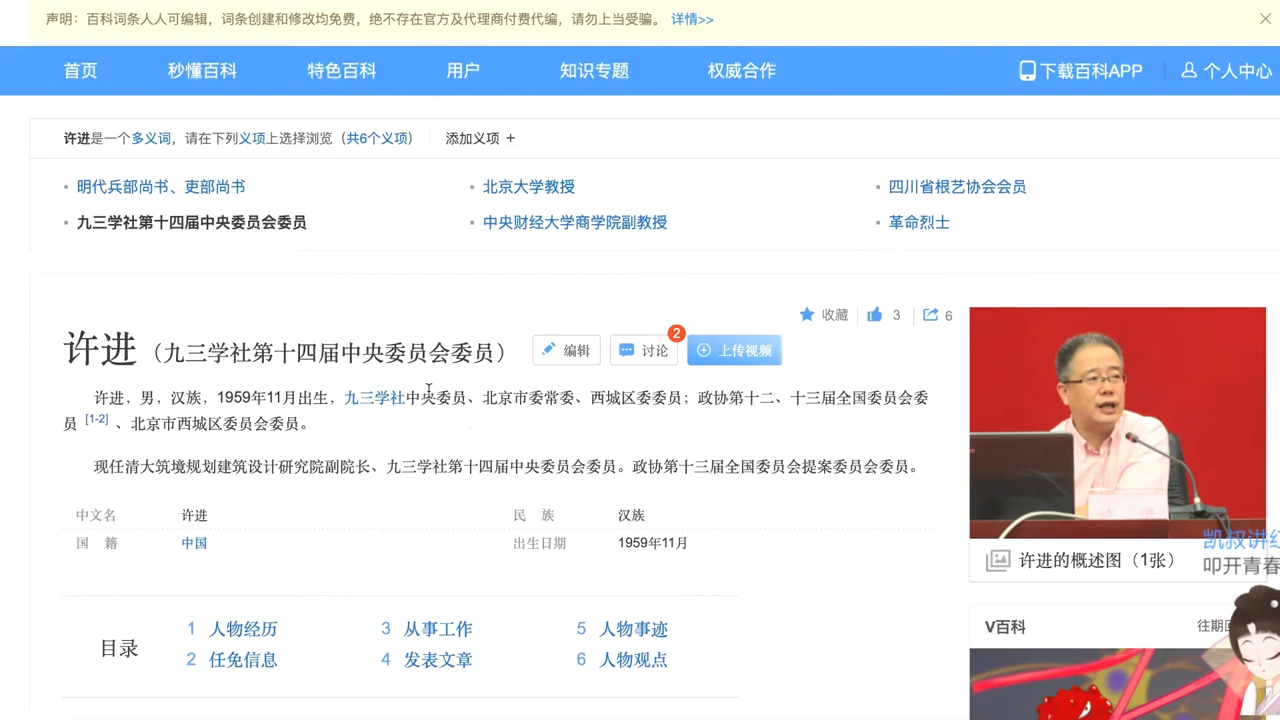 声明：百科词条人人可编辑，词条创建和修改均免费，绝不存在官方及代理商付费代编，请勿上当受骗。 详情>>
首页 秒懂百科 特色百科 用户 知识专题 权威合作 下载百科APP 个人中心
许进是一个多义词，请在下列义项上选择浏览（共6个义项） 添加义项 +
明代兵部尚书、吏部尚书 北京大学教授 四川省根艺协会会员
九三学社第十四届中央委员会委员 中央财经大学商学院副教授 革命烈士
收藏 3 6
许进（九三学社第十四届中央委员会委员） 编辑 讨论 2 上传视频
许进，男，汉族，1959年11月出生，九三学社中央委员、北京市委常委、西城区委委员；政协第十二、十三届全国委员会委
员 [1-2] 、北京市西城区委员会委员。
现任清大筑境规划建筑设计研究院副院长、九三学社第十四届中央委员会委员。政协第十三届全国委员会提案委员会委员。
中文名 许进 民 族 汉族
国 籍 中国 出生日期 1959年11月
许进的概述图（1张）
凯叔讲红
叩开青春
目录
1 人物经历 3 从事工作 5 人物事迹
2 任免信息 4 发表文章 6 人物观点
V百科 往期